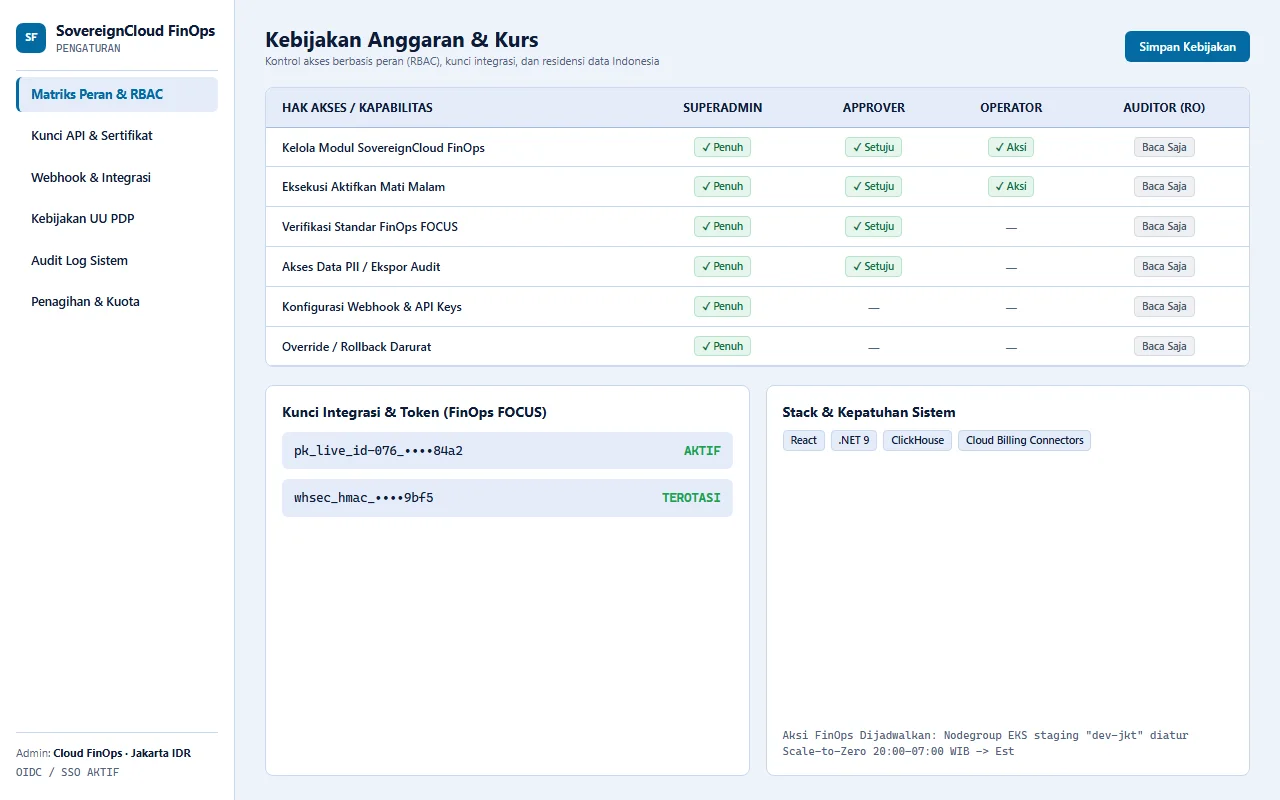 SF
SovereignCloud FinOps
PENGATURAN
Matriks Peran & RBAC
Kunci API & Sertifikat
Webhook & Integrasi
Kebijakan UU PDP
Audit Log Sistem
Penagihan & Kuota
Admin: Cloud FinOps · Jakarta IDR
OIDC / SSO AKTIF
Kebijakan Anggaran & Kurs
Kontrol akses berbasis peran (RBAC), kunci integrasi, dan residensi data Indonesia
Simpan Kebijakan
HAK AKSES / KAPABILITAS SUPERADMIN APPROVER OPERATOR AUDITOR (RO)
Kelola Modul SovereignCloud FinOps ✓ Penuh ✓ Setuju ✓ Aksi Baca Saja
Eksekusi Aktifkan Mati Malam ✓ Penuh ✓ Setuju ✓ Aksi Baca Saja
Verifikasi Standar FinOps FOCUS ✓ Penuh ✓ Setuju — Baca Saja
Akses Data PII / Ekspor Audit ✓ Penuh ✓ Setuju — Baca Saja
Konfigurasi Webhook & API Keys ✓ Penuh — — Baca Saja
Override / Rollback Darurat ✓ Penuh — — Baca Saja
Kunci Integrasi & Token (FinOps FOCUS)
pk_live_id-076_••••84a2 AKTIF
whsec_hmac_••••9bf5 TEROTASI
Stack & Kepatuhan Sistem
React .NET 9 ClickHouse Cloud Billing Connectors
Aksi FinOps Dijadwalkan: Nodegroup EKS staging "dev-jkt" diatur
Scale-to-Zero 20:00-07:00 WIB -> Est